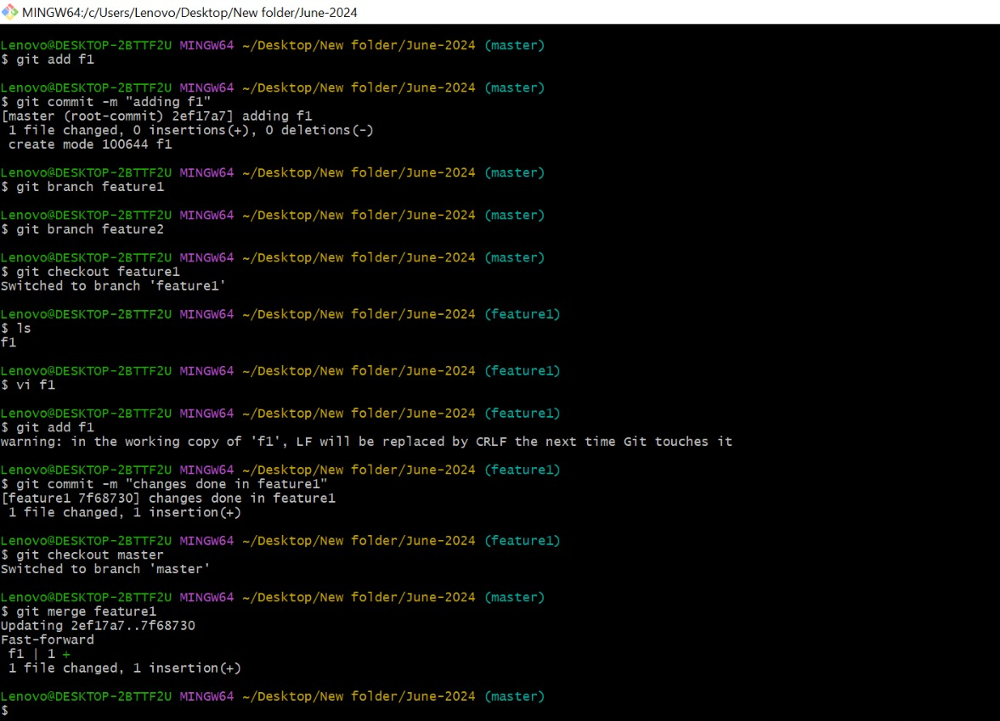 MINGW64:/c/Users/Lenovo/Desktop/New folder/June-2024
Lenovo@DESKTOP-2BTTF2U MINGW64 ~/Desktop/New folder/June-2024 (master)
$ git add f1
Lenovo@DESKTOP-2BTTF2U MINGW64 ~/Desktop/New folder/June-2024 (master)
$ git commit -m "adding f1"
[master (root-commit) 2ef17a7] adding f1
 1 file changed, 0 insertions(+), 0 deletions(-)
 create mode 100644 f1
Lenovo@DESKTOP-2BTTF2U MINGW64 ~/Desktop/New folder/June-2024 (master)
$ git branch feature1
Lenovo@DESKTOP-2BTTF2U MINGW64 ~/Desktop/New folder/June-2024 (master)
$ git branch feature2
Lenovo@DESKTOP-2BTTF2U MINGW64 ~/Desktop/New folder/June-2024 (master)
$ git checkout feature1
Switched to branch 'feature1'
Lenovo@DESKTOP-2BTTF2U MINGW64 ~/Desktop/New folder/June-2024 (feature1)
$ ls
f1
Lenovo@DESKTOP-2BTTF2U MINGW64 ~/Desktop/New folder/June-2024 (feature1)
$ vi f1
Lenovo@DESKTOP-2BTTF2U MINGW64 ~/Desktop/New folder/June-2024 (feature1)
$ git add f1
warning: in the working copy of 'f1', LF will be replaced by CRLF the next time Git touches it
Lenovo@DESKTOP-2BTTF2U MINGW64 ~/Desktop/New folder/June-2024 (feature1)
$ git commit -m "changes done in feature1"
[feature1 7f68730] changes done in feature1
 1 file changed, 1 insertion(+)
Lenovo@DESKTOP-2BTTF2U MINGW64 ~/Desktop/New folder/June-2024 (feature1)
$ git checkout master
Switched to branch 'master'
Lenovo@DESKTOP-2BTTF2U MINGW64 ~/Desktop/New folder/June-2024 (master)
$ git merge feature1
Updating 2ef17a7..7f68730
Fast-forward
 f1 | 1 +
 1 file changed, 1 insertion(+)
Lenovo@DESKTOP-2BTTF2U MINGW64 ~/Desktop/New folder/June-2024 (master)
$